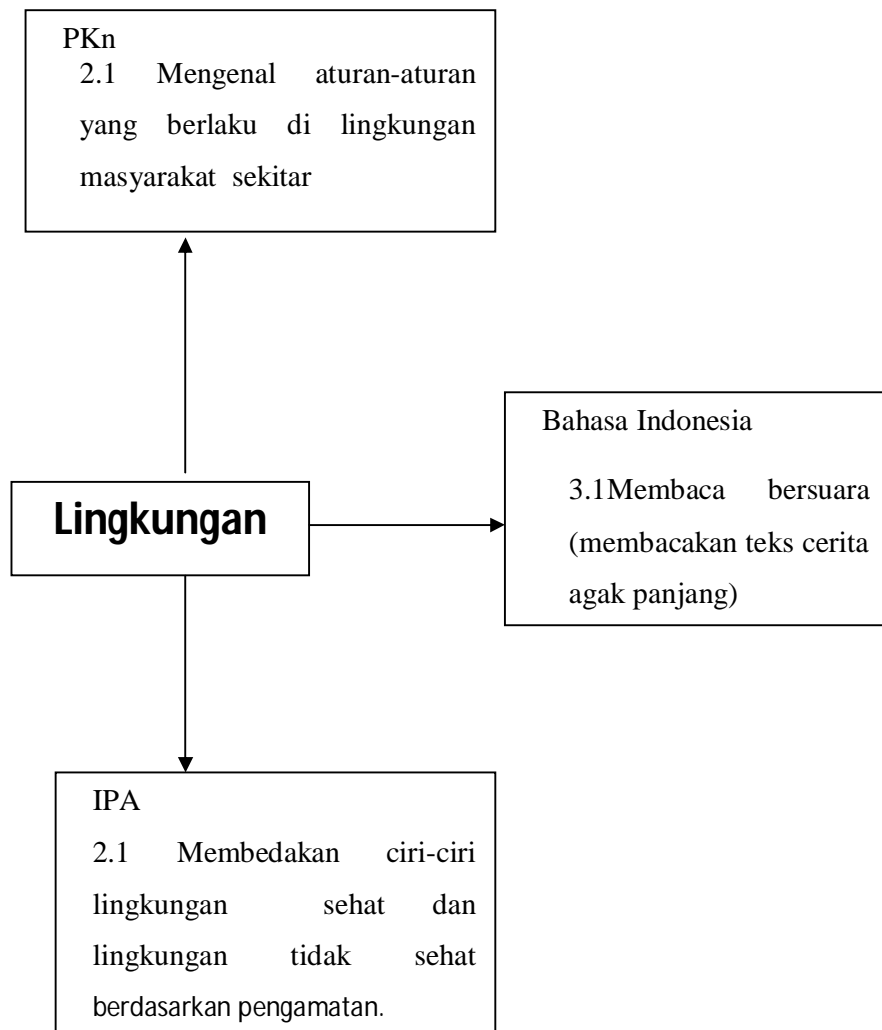 PKn
2.1 Mengenal aturan-aturan
yang berlaku di lingkungan
masyarakat sekitar
Bahasa Indonesia
3.1Membaca bersuara
(membacakan teks cerita
agak panjang)
Lingkungan
IPA
2.1 Membedakan ciri-ciri
lingkungan sehat dan
lingkungan tidak sehat
berdasarkan pengamatan.